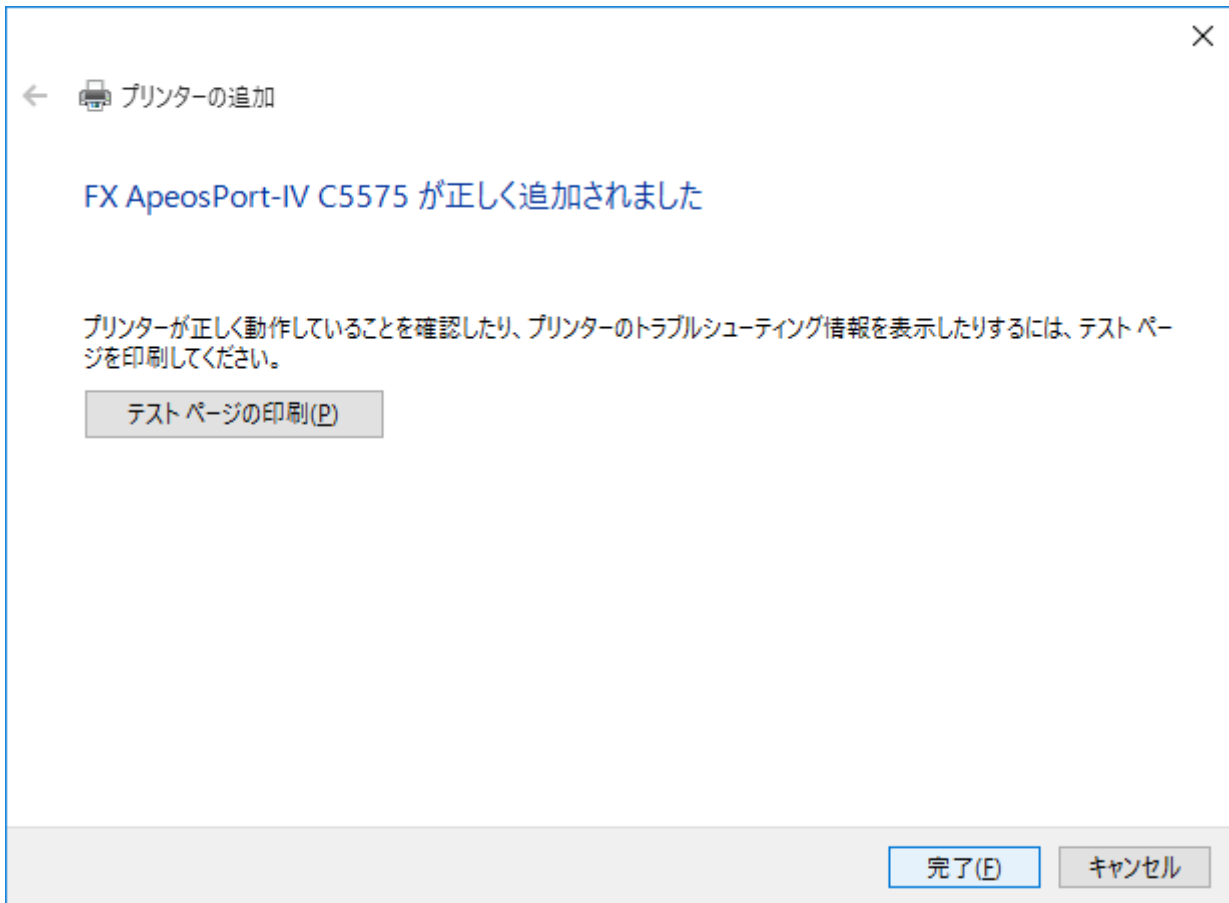 プリンターの追加
FX ApeosPort-IV C5575 が正しく追加されました
プリンターが正しく動作していることを確認したり、プリンターのトラブルシューティング情報を表示したりするには、テスト ペー
ジを印刷してください。
テスト ページの印刷(P)
完了(F)
キャンセル